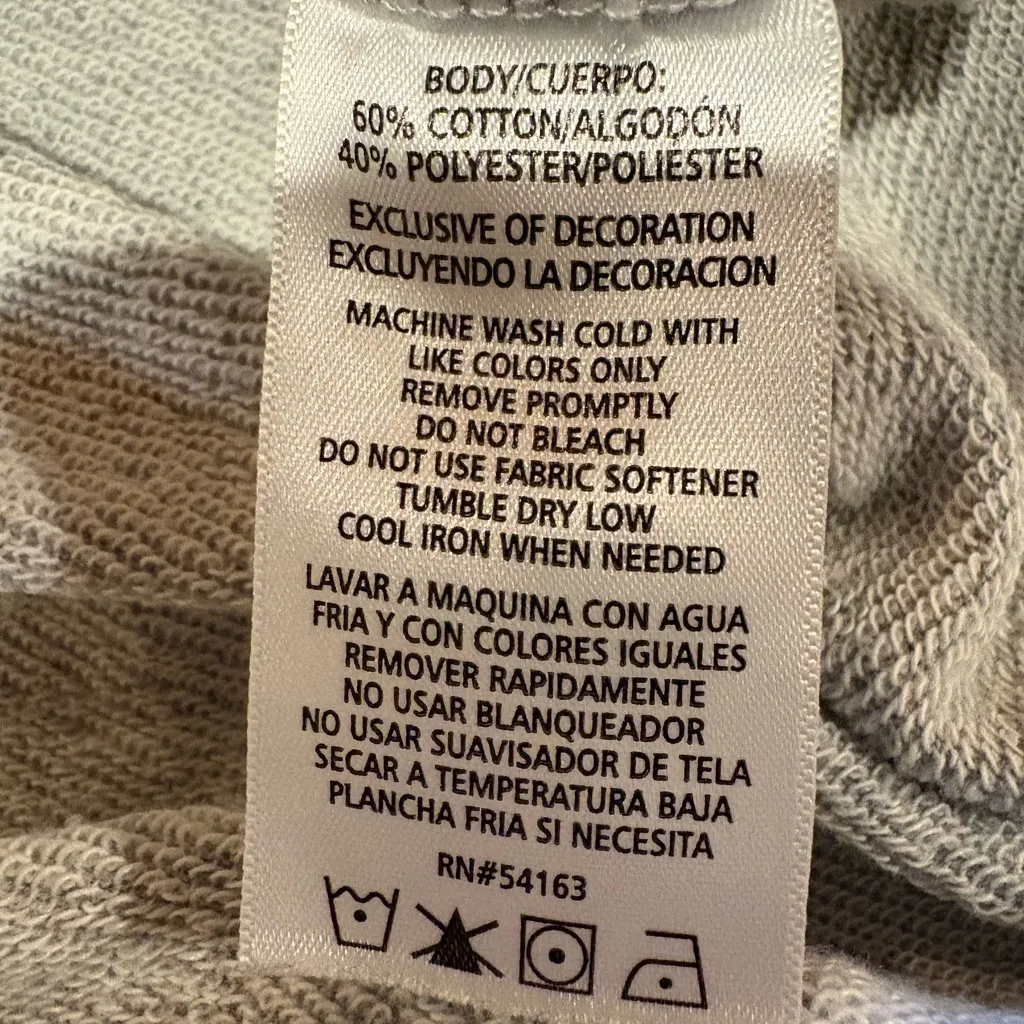 BODY/CUERPO:
60% COTTON/ALGODÓN
40% POLYESTER/POLIESTER
EXCLUSIVE OF DECORATION
EXCLUYENDO LA DECORACION
MACHINE WASH COLD WITH
LIKE COLORS ONLY
REMOVE PROMPTLY
DO NOT BLEACH
DO NOT USE FABRIC SOFTENER
TUMBLE DRY LOW
COOL IRON WHEN NEEDED
LAVAR A MAQUINA CON AGUA
FRIA Y CON COLORES IGUALES
REMOVER RAPIDAMENTE
NO USAR BLANQUEADOR
NO USAR SUAVISADOR DE TELA
SECAR A TEMPERATURA BAJA
PLANCHA FRIA SI NECESITA
RN#54163